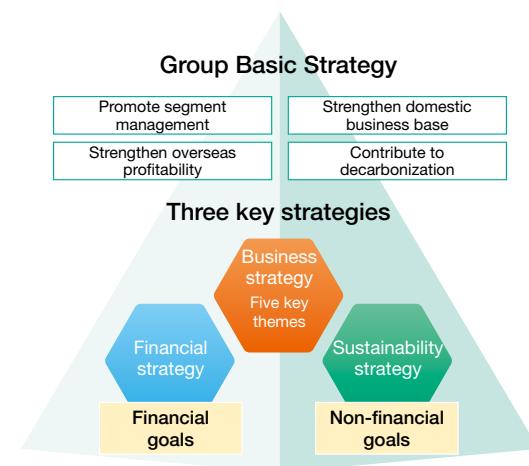 Group Basic Strategy
Promote segment
management
Strengthen domestic
business base
Strengthen overseas
profitability
Contribute to
decarbonization
Three key strategies
Business
strategy
Five key
themes
Financial
strategy
Sustainability
strategy
Financial
goals
Non-financial
goals